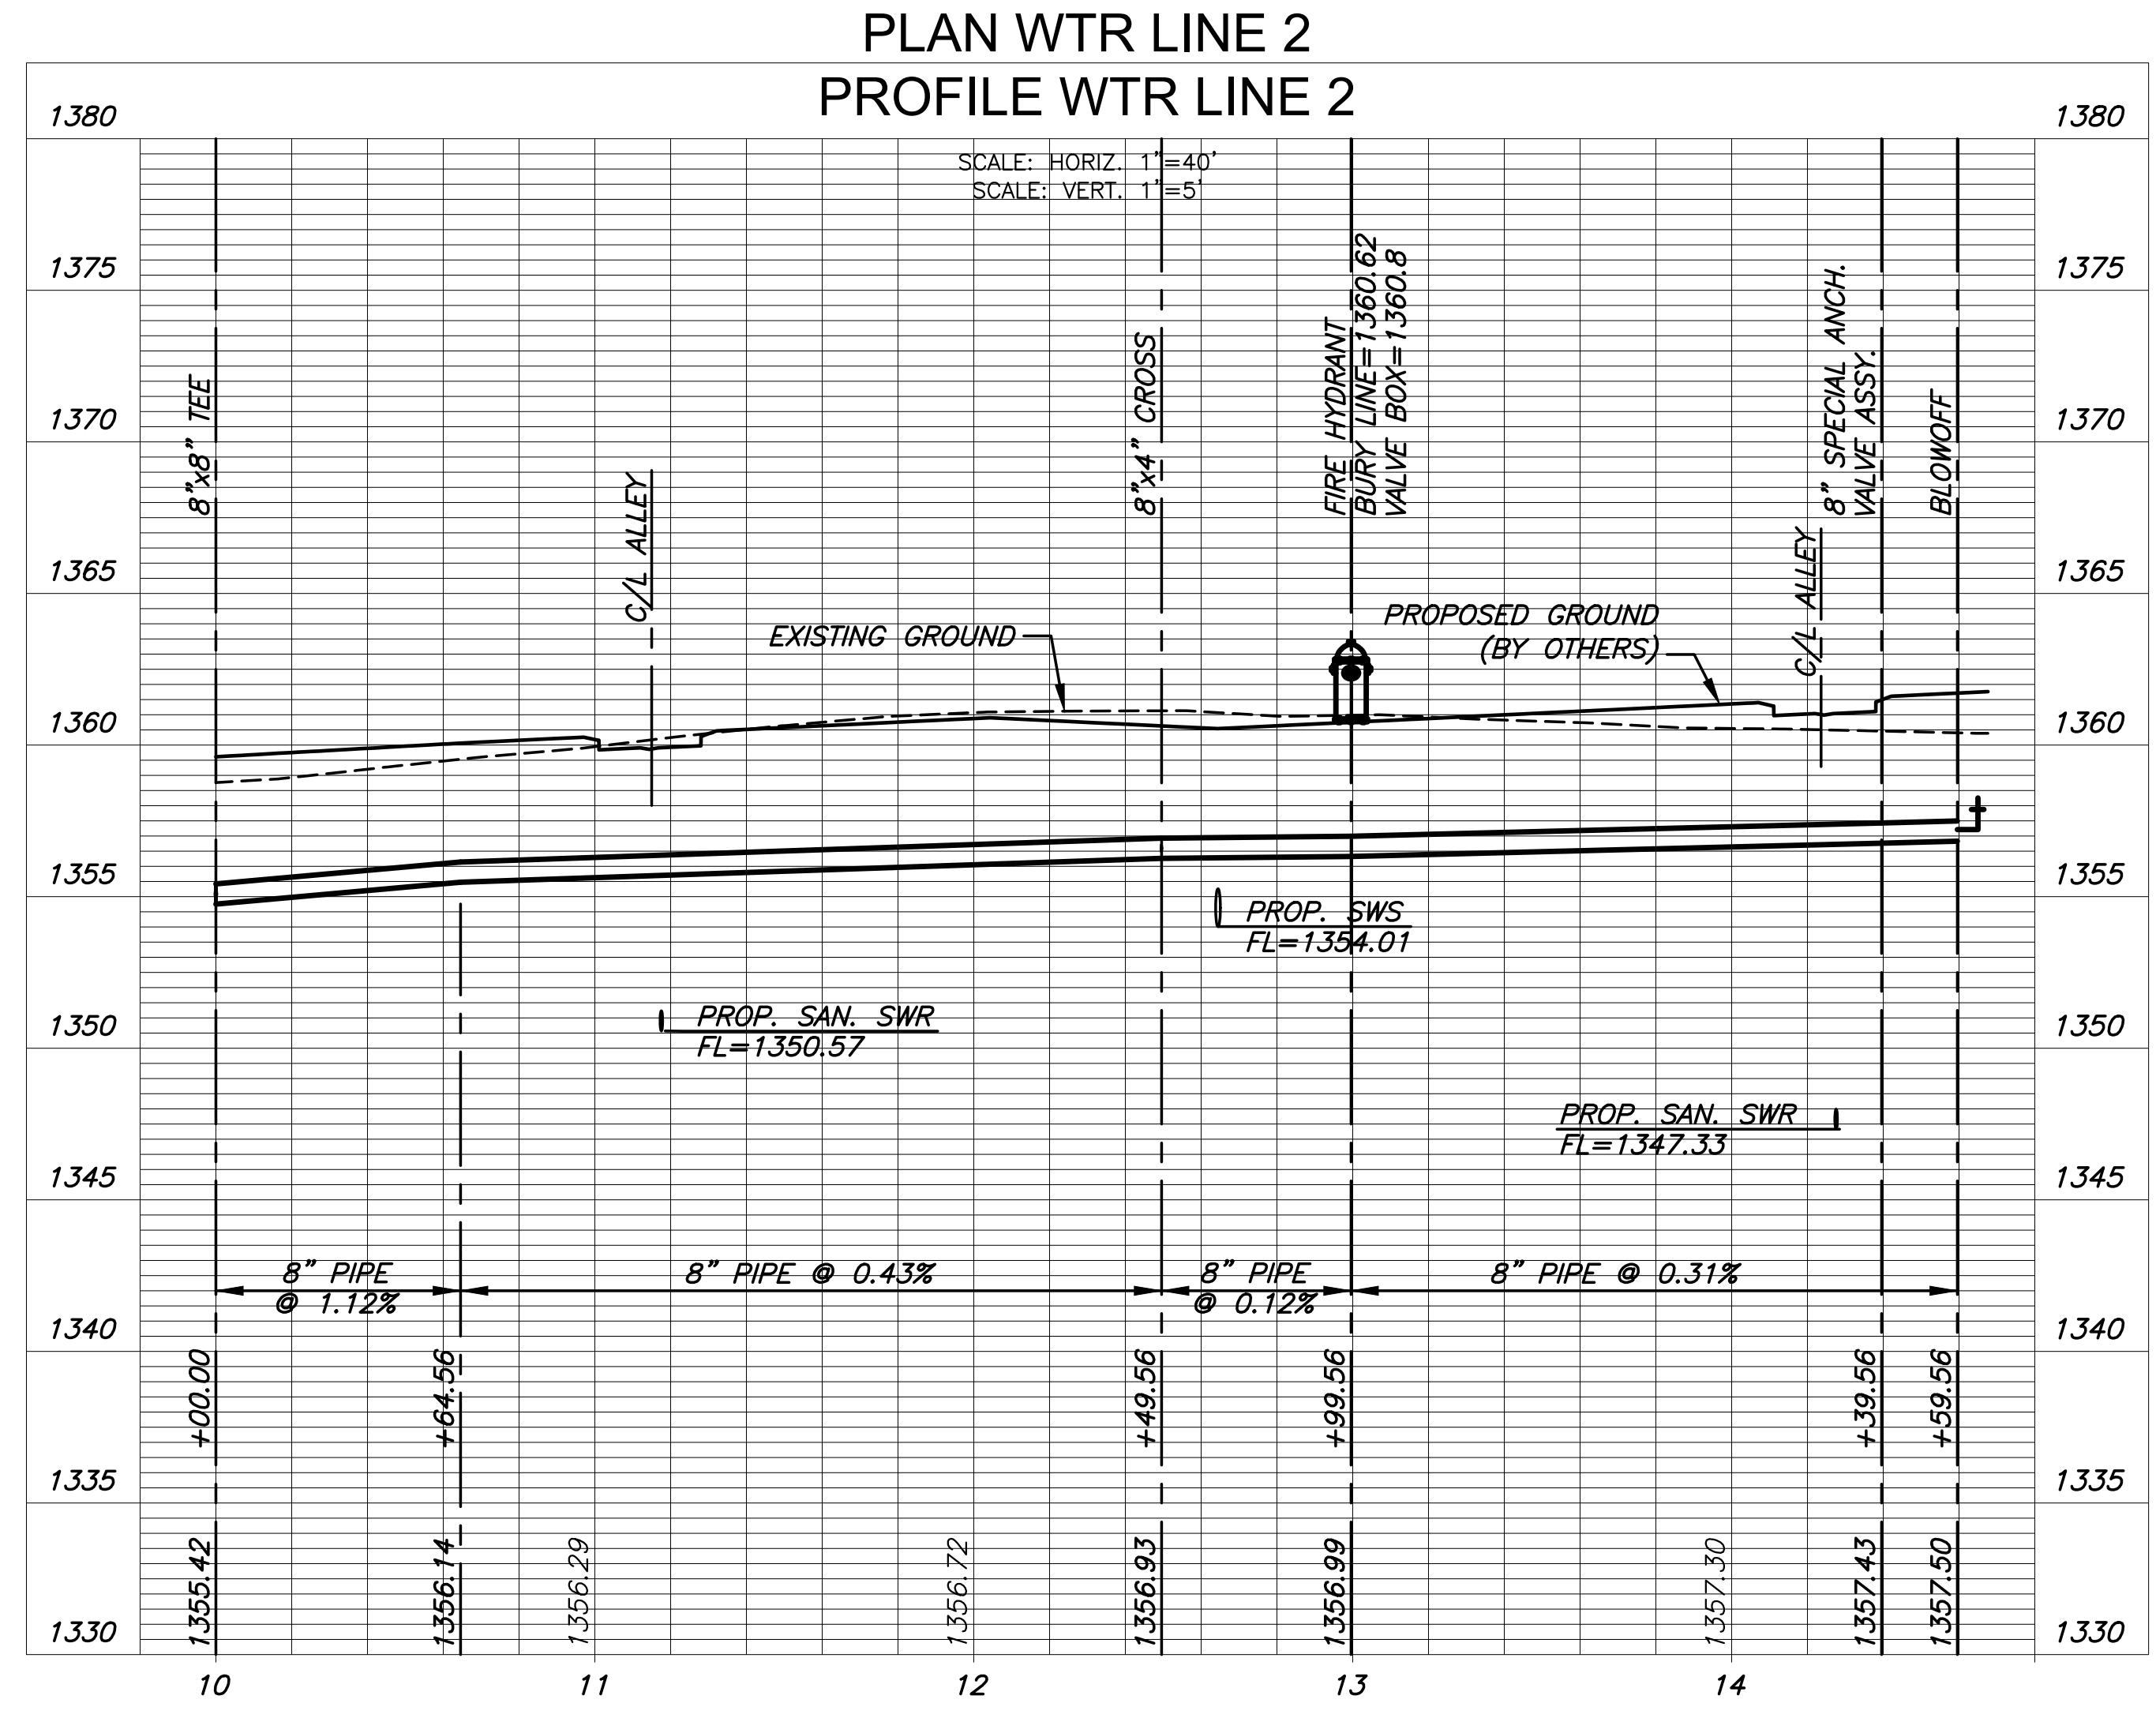 PLAN WTR LINE 2
PROFILE WTR LINE 2
1380
1380
SCALE: HORIZ. 1"=40'
SCALE: VERT. 1"=5'
1375
1375
1370
1370
1365
1365
1360
1360
1355
1355
1350
1350
1345
1345
1340
1340
1335
1335
1330
1330
8"x8" TEE
C/L ALLEY
8"x4" CROSS
FIRE HYDRANT
BURY LINE=1360.62
VALVE BOX=1360.8
C/L ALLEY
8" SPECIAL ANCH.
VALVE ASSY.
BLOWOFF
EXISTING GROUND
PROPOSED GROUND
(BY OTHERS)
PROP. SWS
FL=1354.01
PROP. SAN. SWR
FL=1350.57
PROP. SAN. SWR
FL=1347.33
8" PIPE
@ 1.12%
8" PIPE @ 0.43%
8" PIPE
@ 0.12%
8" PIPE @ 0.31%
+00.00
+64.56
+49.56
+99.56
+39.56
+59.56
1355.42
1356.14
1356.29
1356.72
1356.93
1356.99
1357.30
1357.43
1357.50
10
11
12
13
14